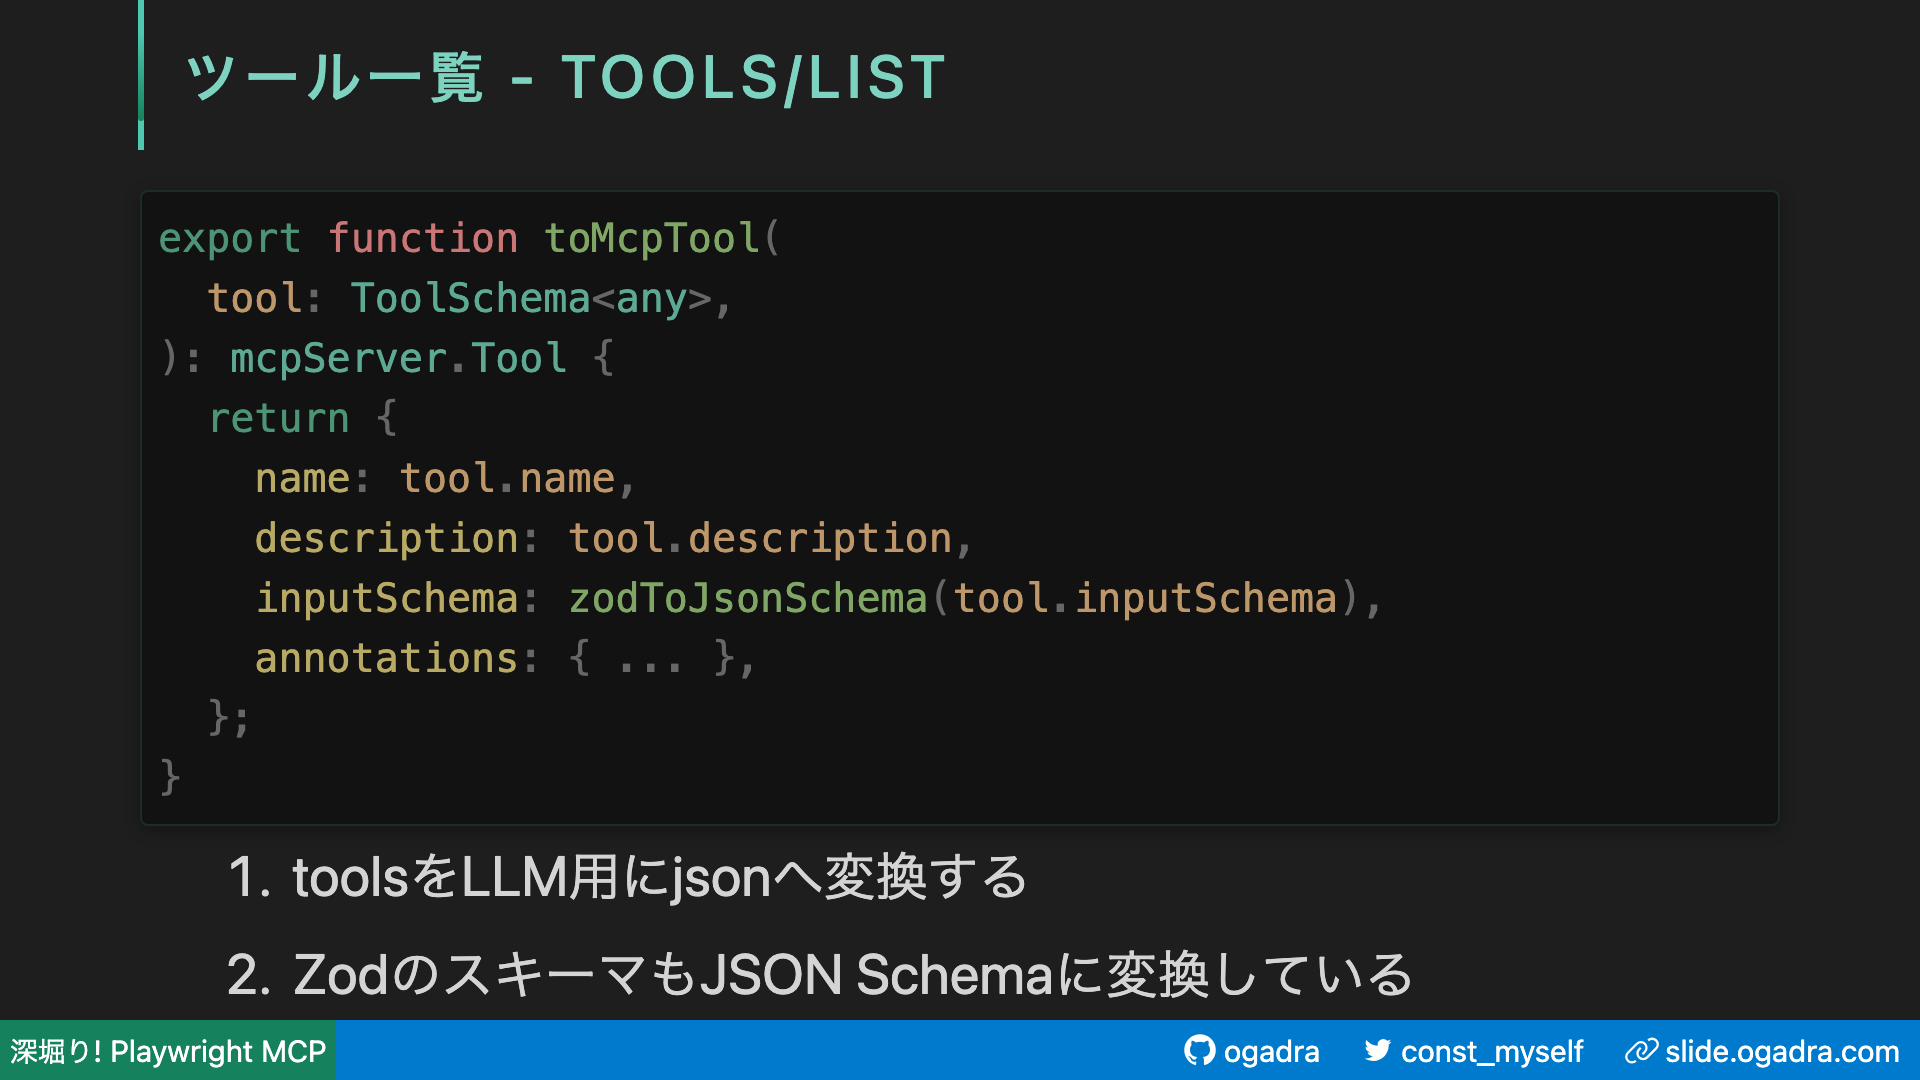 ツール一覧 - TOOLS/LIST
export function toMcpTool(
  tool: ToolSchema<any>,
): mcpServer.Tool {
  return {
    name: tool.name,
    description: tool.description,
    inputSchema: zodToJsonSchema(tool.inputSchema),
    annotations: { ... },
  };
}
1. toolsをLLM用にjsonへ変換する
2. ZodのスキーマもJSON Schemaに変換している
深堀り! Playwright MCP
ogadra const_myself slide.ogadra.com